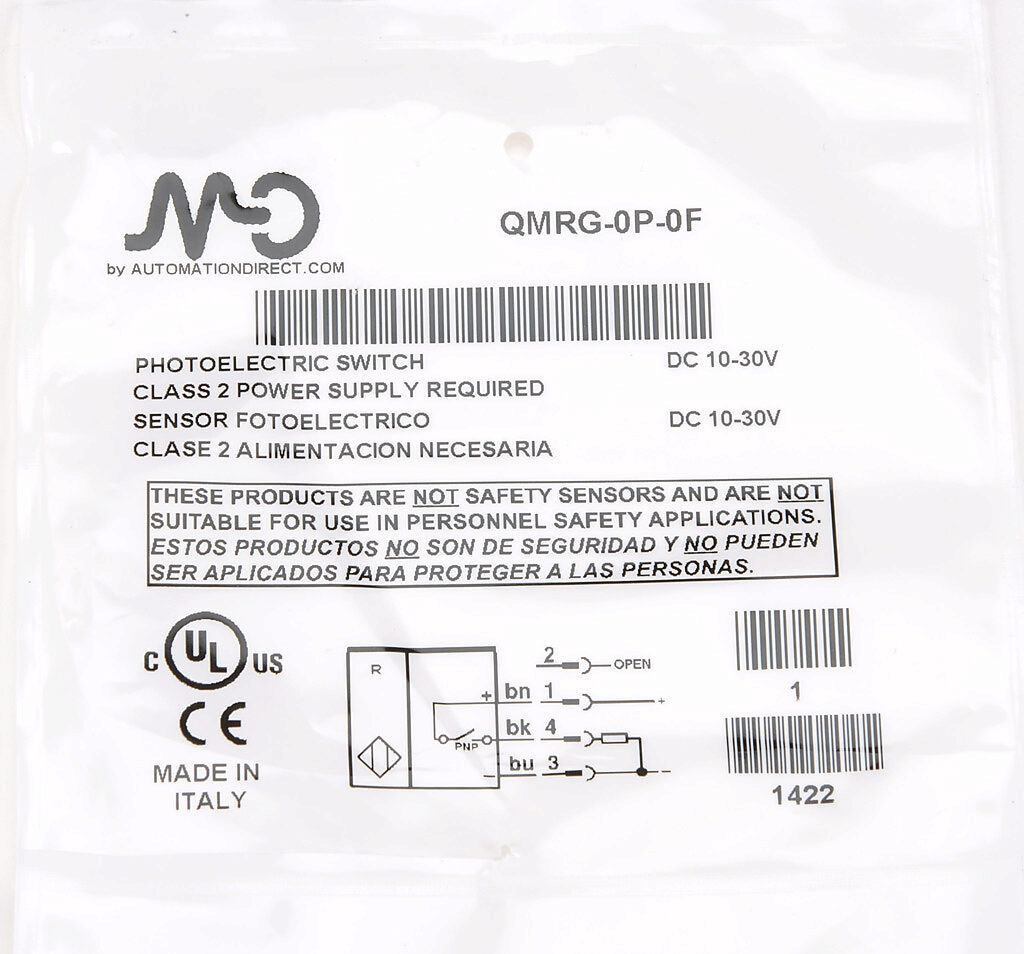 MD
by AUTOMATIONDIRECT.COM
QMRG-0P-0F
PHOTOELECTRIC SWITCH DC 10-30V
CLASS 2 POWER SUPPLY REQUIRED
SENSOR FOTOELECTRICO DC 10-30V
CLASE 2 ALIMENTACION NECESARIA
THESE PRODUCTS ARE NOT SAFETY SENSORS AND ARE NOT
SUITABLE FOR USE IN PERSONNEL SAFETY APPLICATIONS.
ESTOS PRODUCTOS NO SON DE SEGURIDAD Y NO PUEDEN
SER APLICADOS PARA PROTEGER A LAS PERSONAS.
C UL US
CE
MADE IN
ITALY
R
2 OPEN
+ bn 1 +
PNP bk 4
- bu 3 -
1
1422